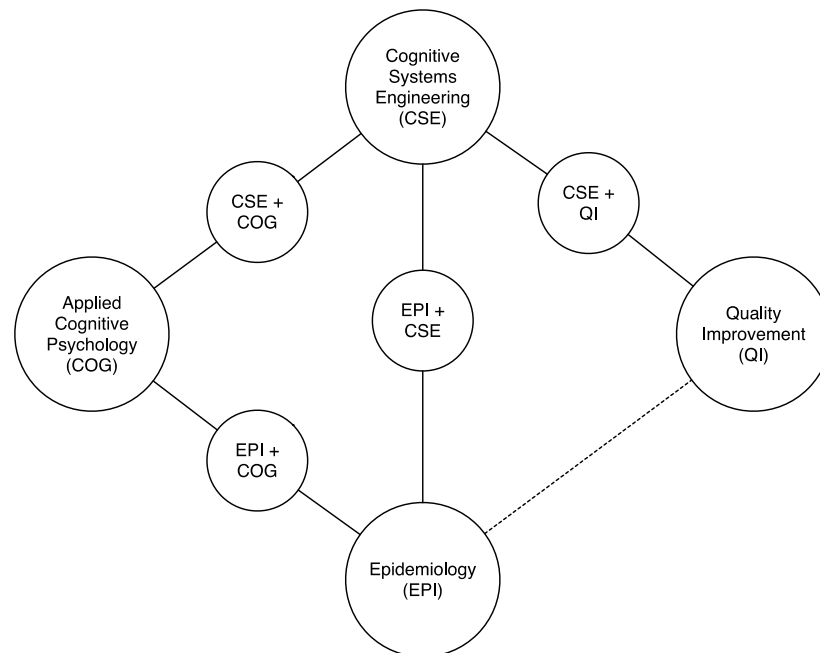 Cognitive
Systems
Engineering
(CSE)
CSE +
COG
CSE +
QI
Applied
Cognitive
Psychology
(COG)
EPI +
CSE
Quality
Improvement
(QI)
EPI +
COG
Epidemiology
(EPI)